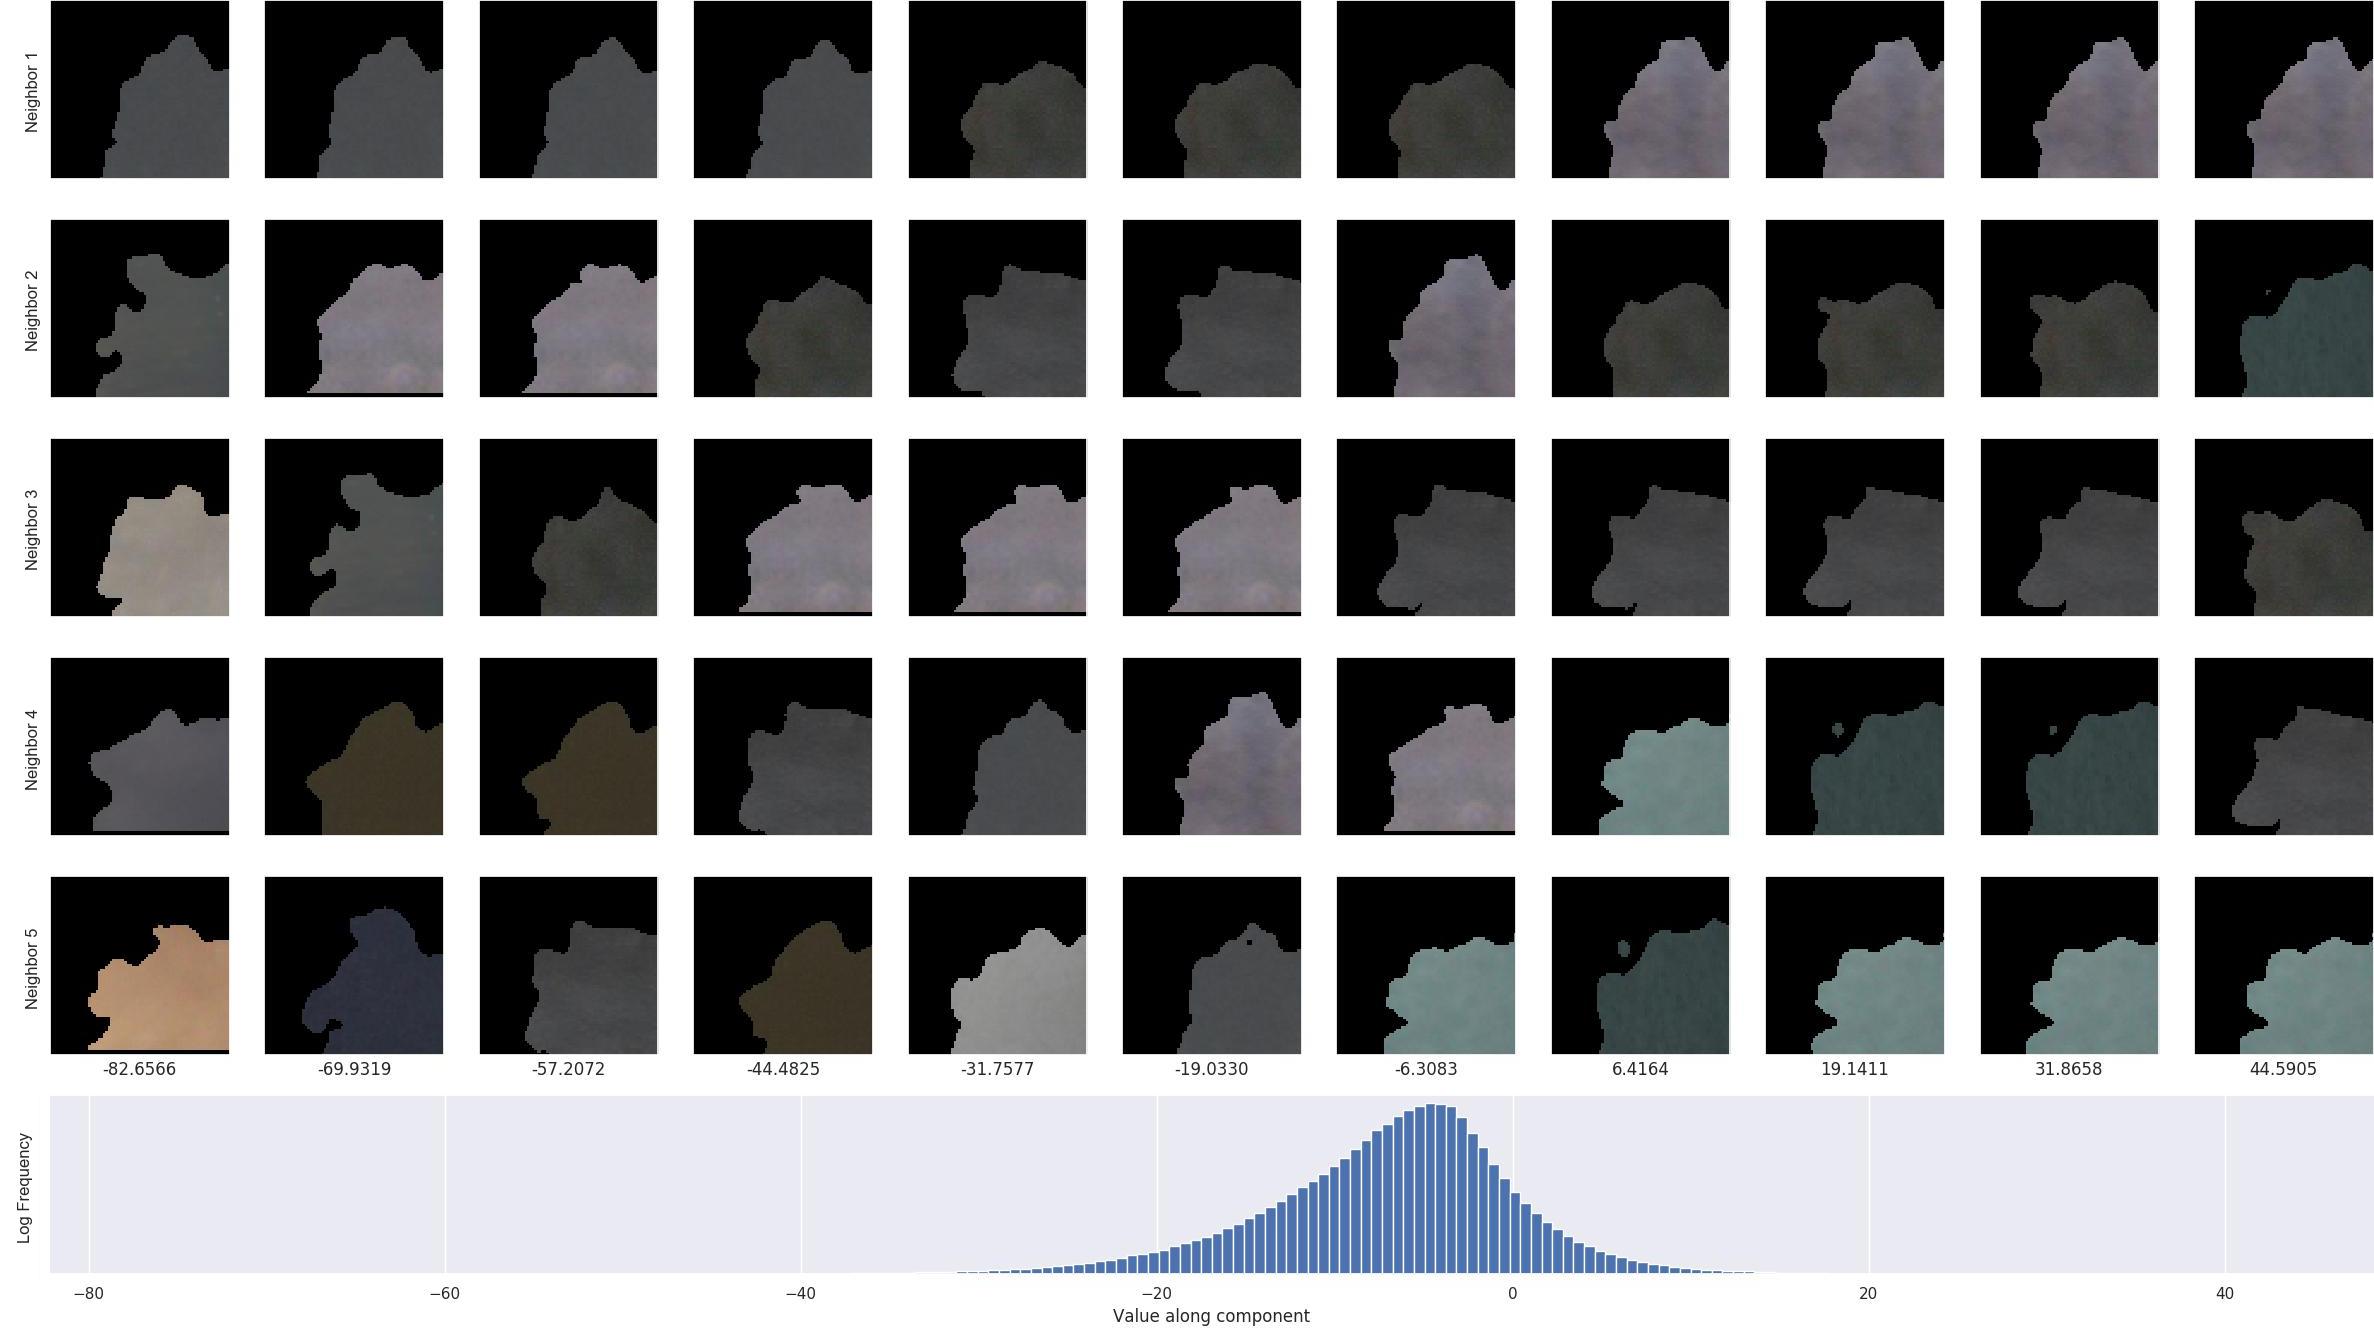 Neighbor 1
Neighbor 2
Neighbor 3
Neighbor 4
Neighbor 5
-82.6566 -69.9319 -57.2072 -44.4825 -31.7577 -19.0330 -6.3083 6.4164 19.1411 31.8658 44.5905
Log Frequency
−80 −60 −40 −20 0 20 40
Value along component